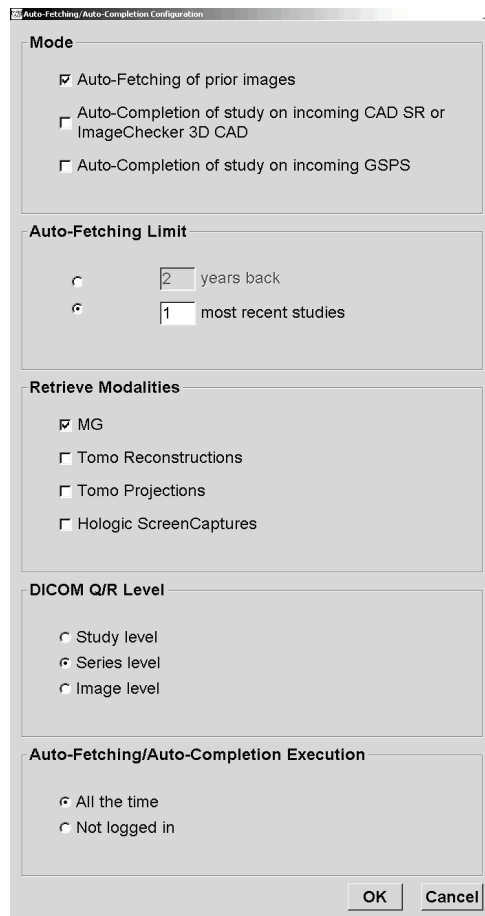 Auto-Fetching/Auto-Completion Configuration
Mode
Auto-Fetching of prior images
Auto-Completion of study on incoming CAD SR or
ImageChecker 3D CAD
Auto-Completion of study on incoming GSPS
Auto-Fetching Limit
2 years back
1 most recent studies
Retrieve Modalities
MG
Tomo Reconstructions
Tomo Projections
Hologic ScreenCaptures
DICOM Q/R Level
Study level
Series level
Image level
Auto-Fetching/Auto-Completion Execution
All the time
Not logged in
OK Cancel